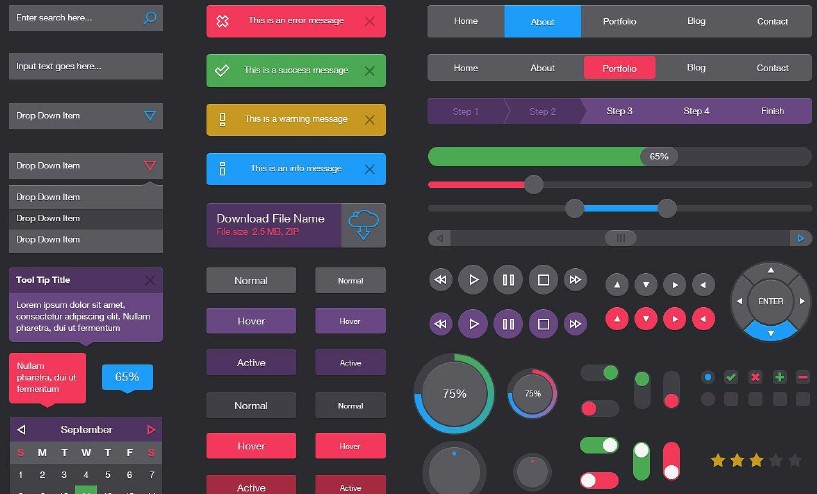 Enter search here...
Input text goes here...
Drop Down Item
Drop Down Item
Drop Down Item
Drop Down Item
Drop Down Item
Tool Tip Title
Lorem ipsum dolor sit amet,
consectetur adipiscing elit. Nullam
pharetra, dui ut fermentum
Nullam
pharetra, dui ut
fermentum
65%
September
S M T W T F S
1 2 3 4 5 6 7
This is an error message
This is a success message
This is a warning message
This is an info message
Download File Name
File size 2.5 MB, ZIP
Normal Normal
Hover Hover
Active Active
Normal Normal
Hover Hover
Active Active
Home About Portfolio Blog Contact
Home About Portfolio Blog Contact
Step 1 Step 2 Step 3 Step 4 Finish
65%
ENTER
75% 75%